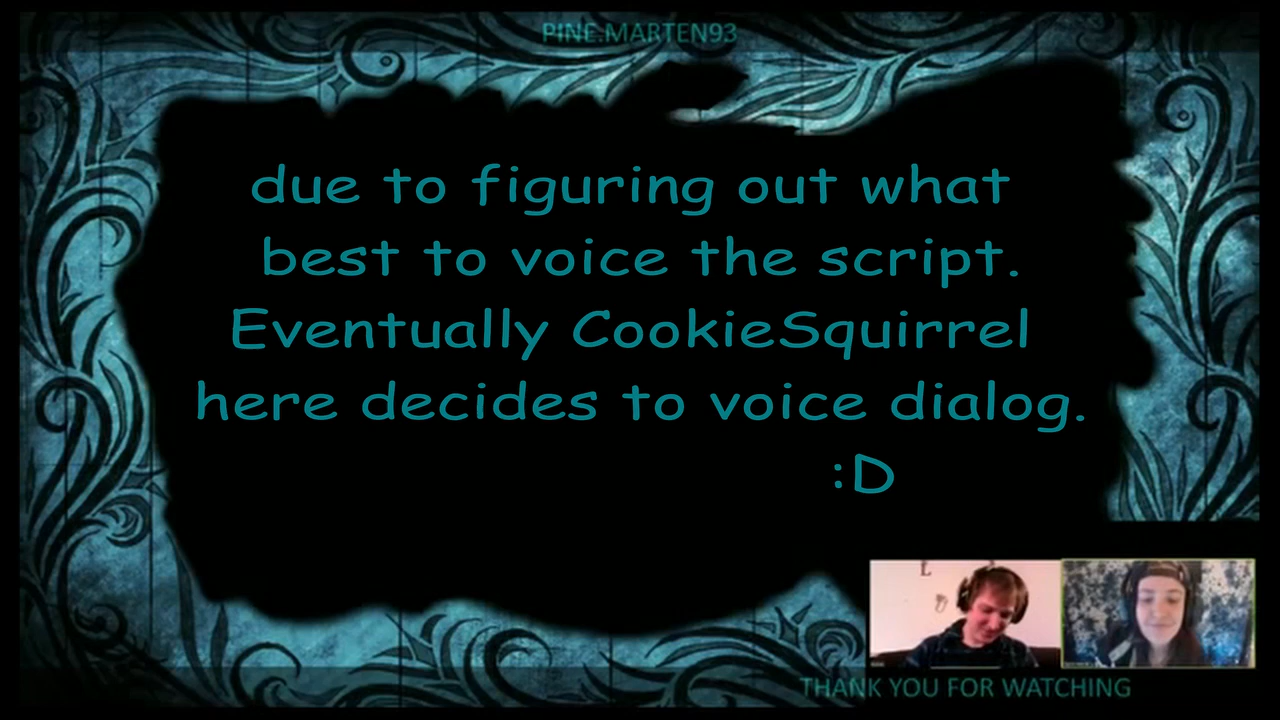 PINE.MARTEN93
due to figuring out what
best to voice the script.
Eventually CookieSquirrel
here decides to voice dialog.
:D
THANK YOU FOR WATCHING